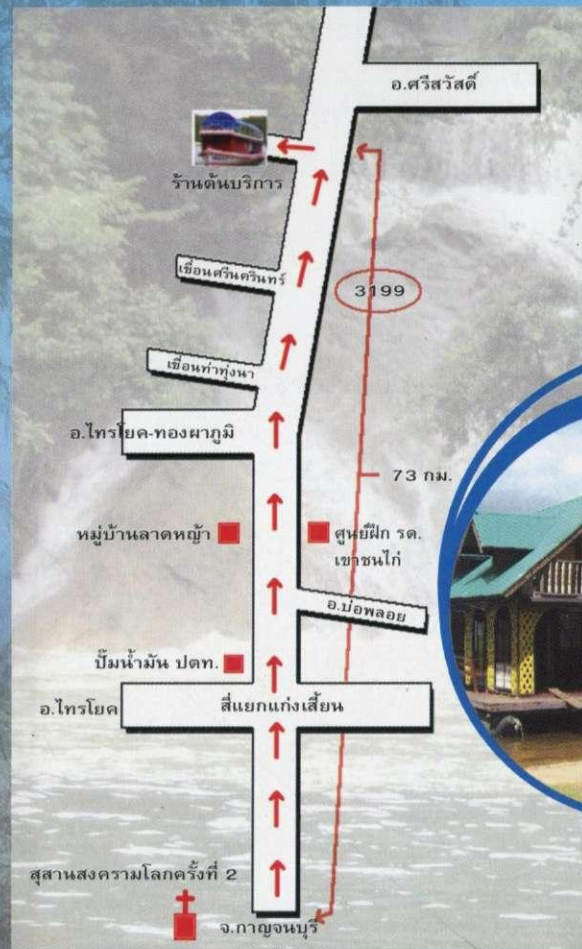 อ.ศรีสวัสดิ์
ร้านต้นบริการ
เขื่อนศรีนครินทร์
3199
เขื่อนท่าทุ่งนา
อ.ไทรโยค-ทองผาภูมิ
73 กม.
หมู่บ้านลาดหญ้า
ศูนย์ฝึก รด.
เขาชนไก่
อ.บ่อพลอย
ปั๊มน้ำมัน ปตท.
อ.ไทรโยค
สี่แยกแก่งเสี้ยน
สุสานสงครามโลกครั้งที่ 2
จ.กาญจนบุรี